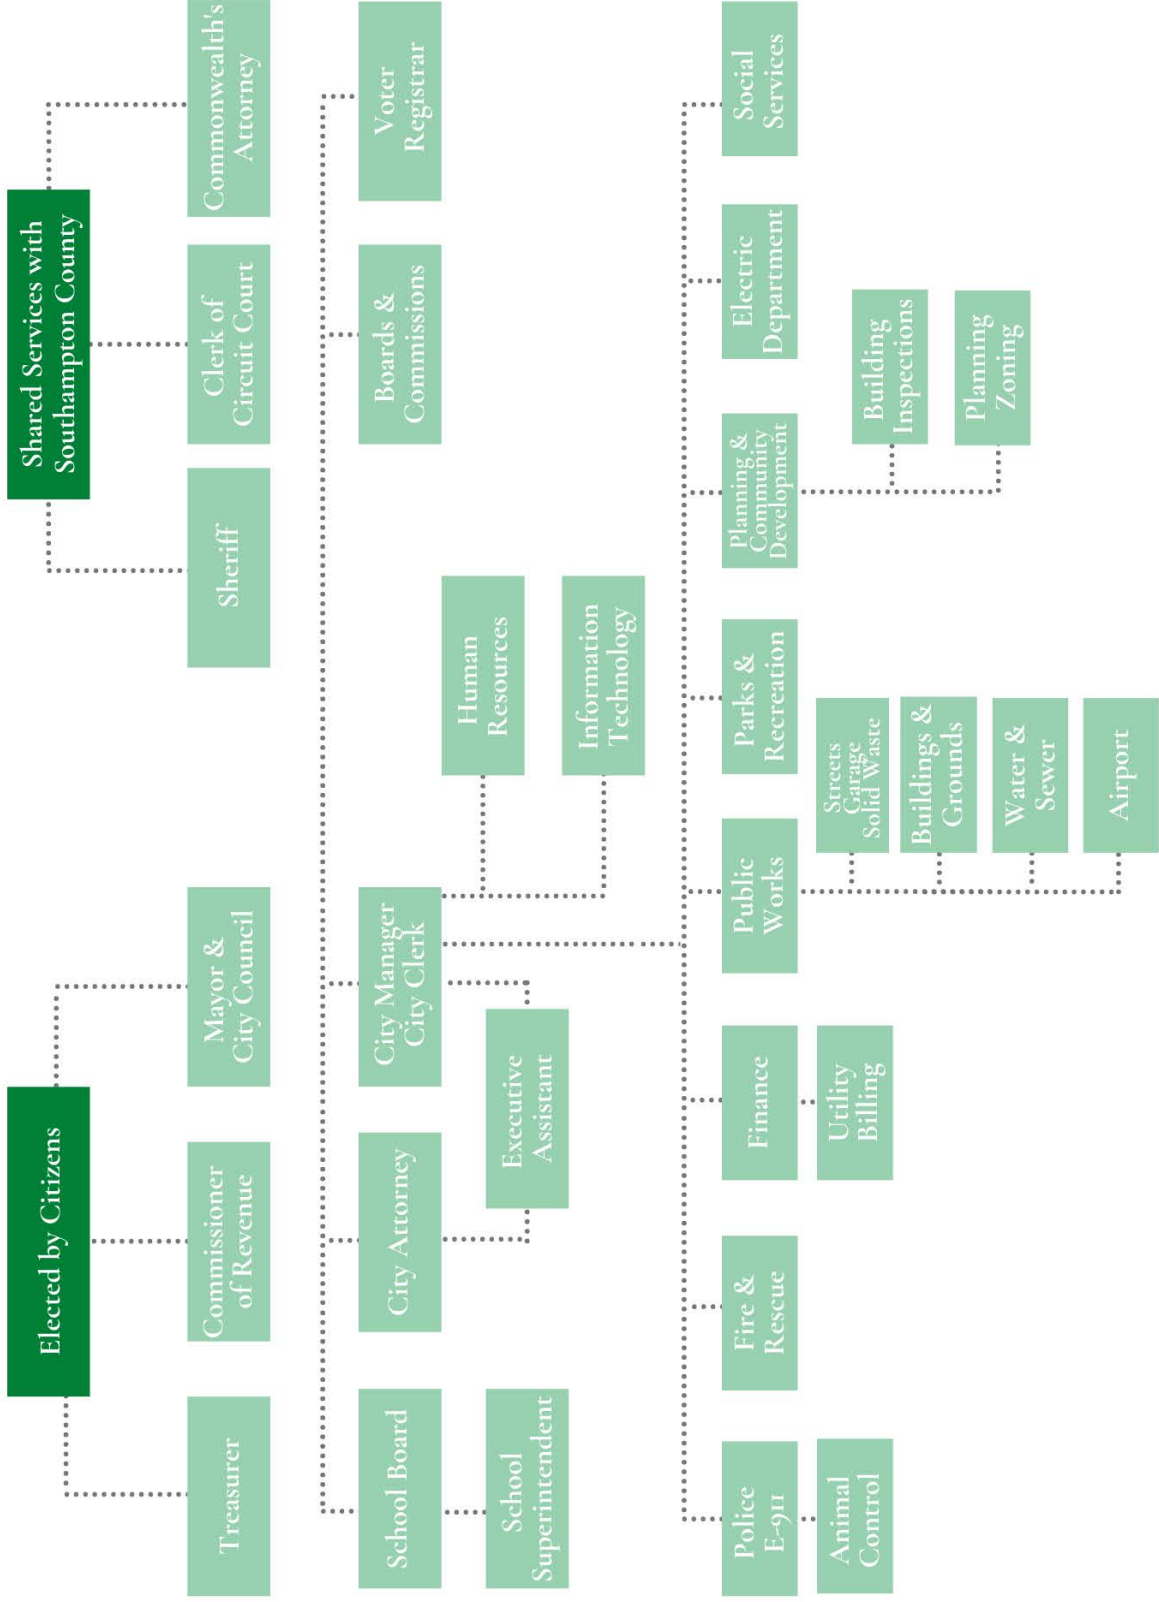 Elected by Citizens
Shared Services with
Southampton County
Treasurer
Commissioner
of Revenue
Mayor &
City Council
Sheriff
Clerk of
Circuit Court
Commonwealth's
Attorney
School Board
City Attorney
City Manager
City Clerk
Boards &
Commissions
Voter
Registrar
School
Superintendent
Executive
Assistant
Human
Resources
Information
Technology
Police
E-911
Fire &
Rescue
Finance
Public
Works
Parks &
Recreation
Planning &
Community
Development
Electric
Department
Social
Services
Animal
Control
Utility
Billing
Streets
Garage
Solid Waste
Buildings &
Grounds
Water &
Sewer
Airport
Building
Inspections
Planning
Zoning